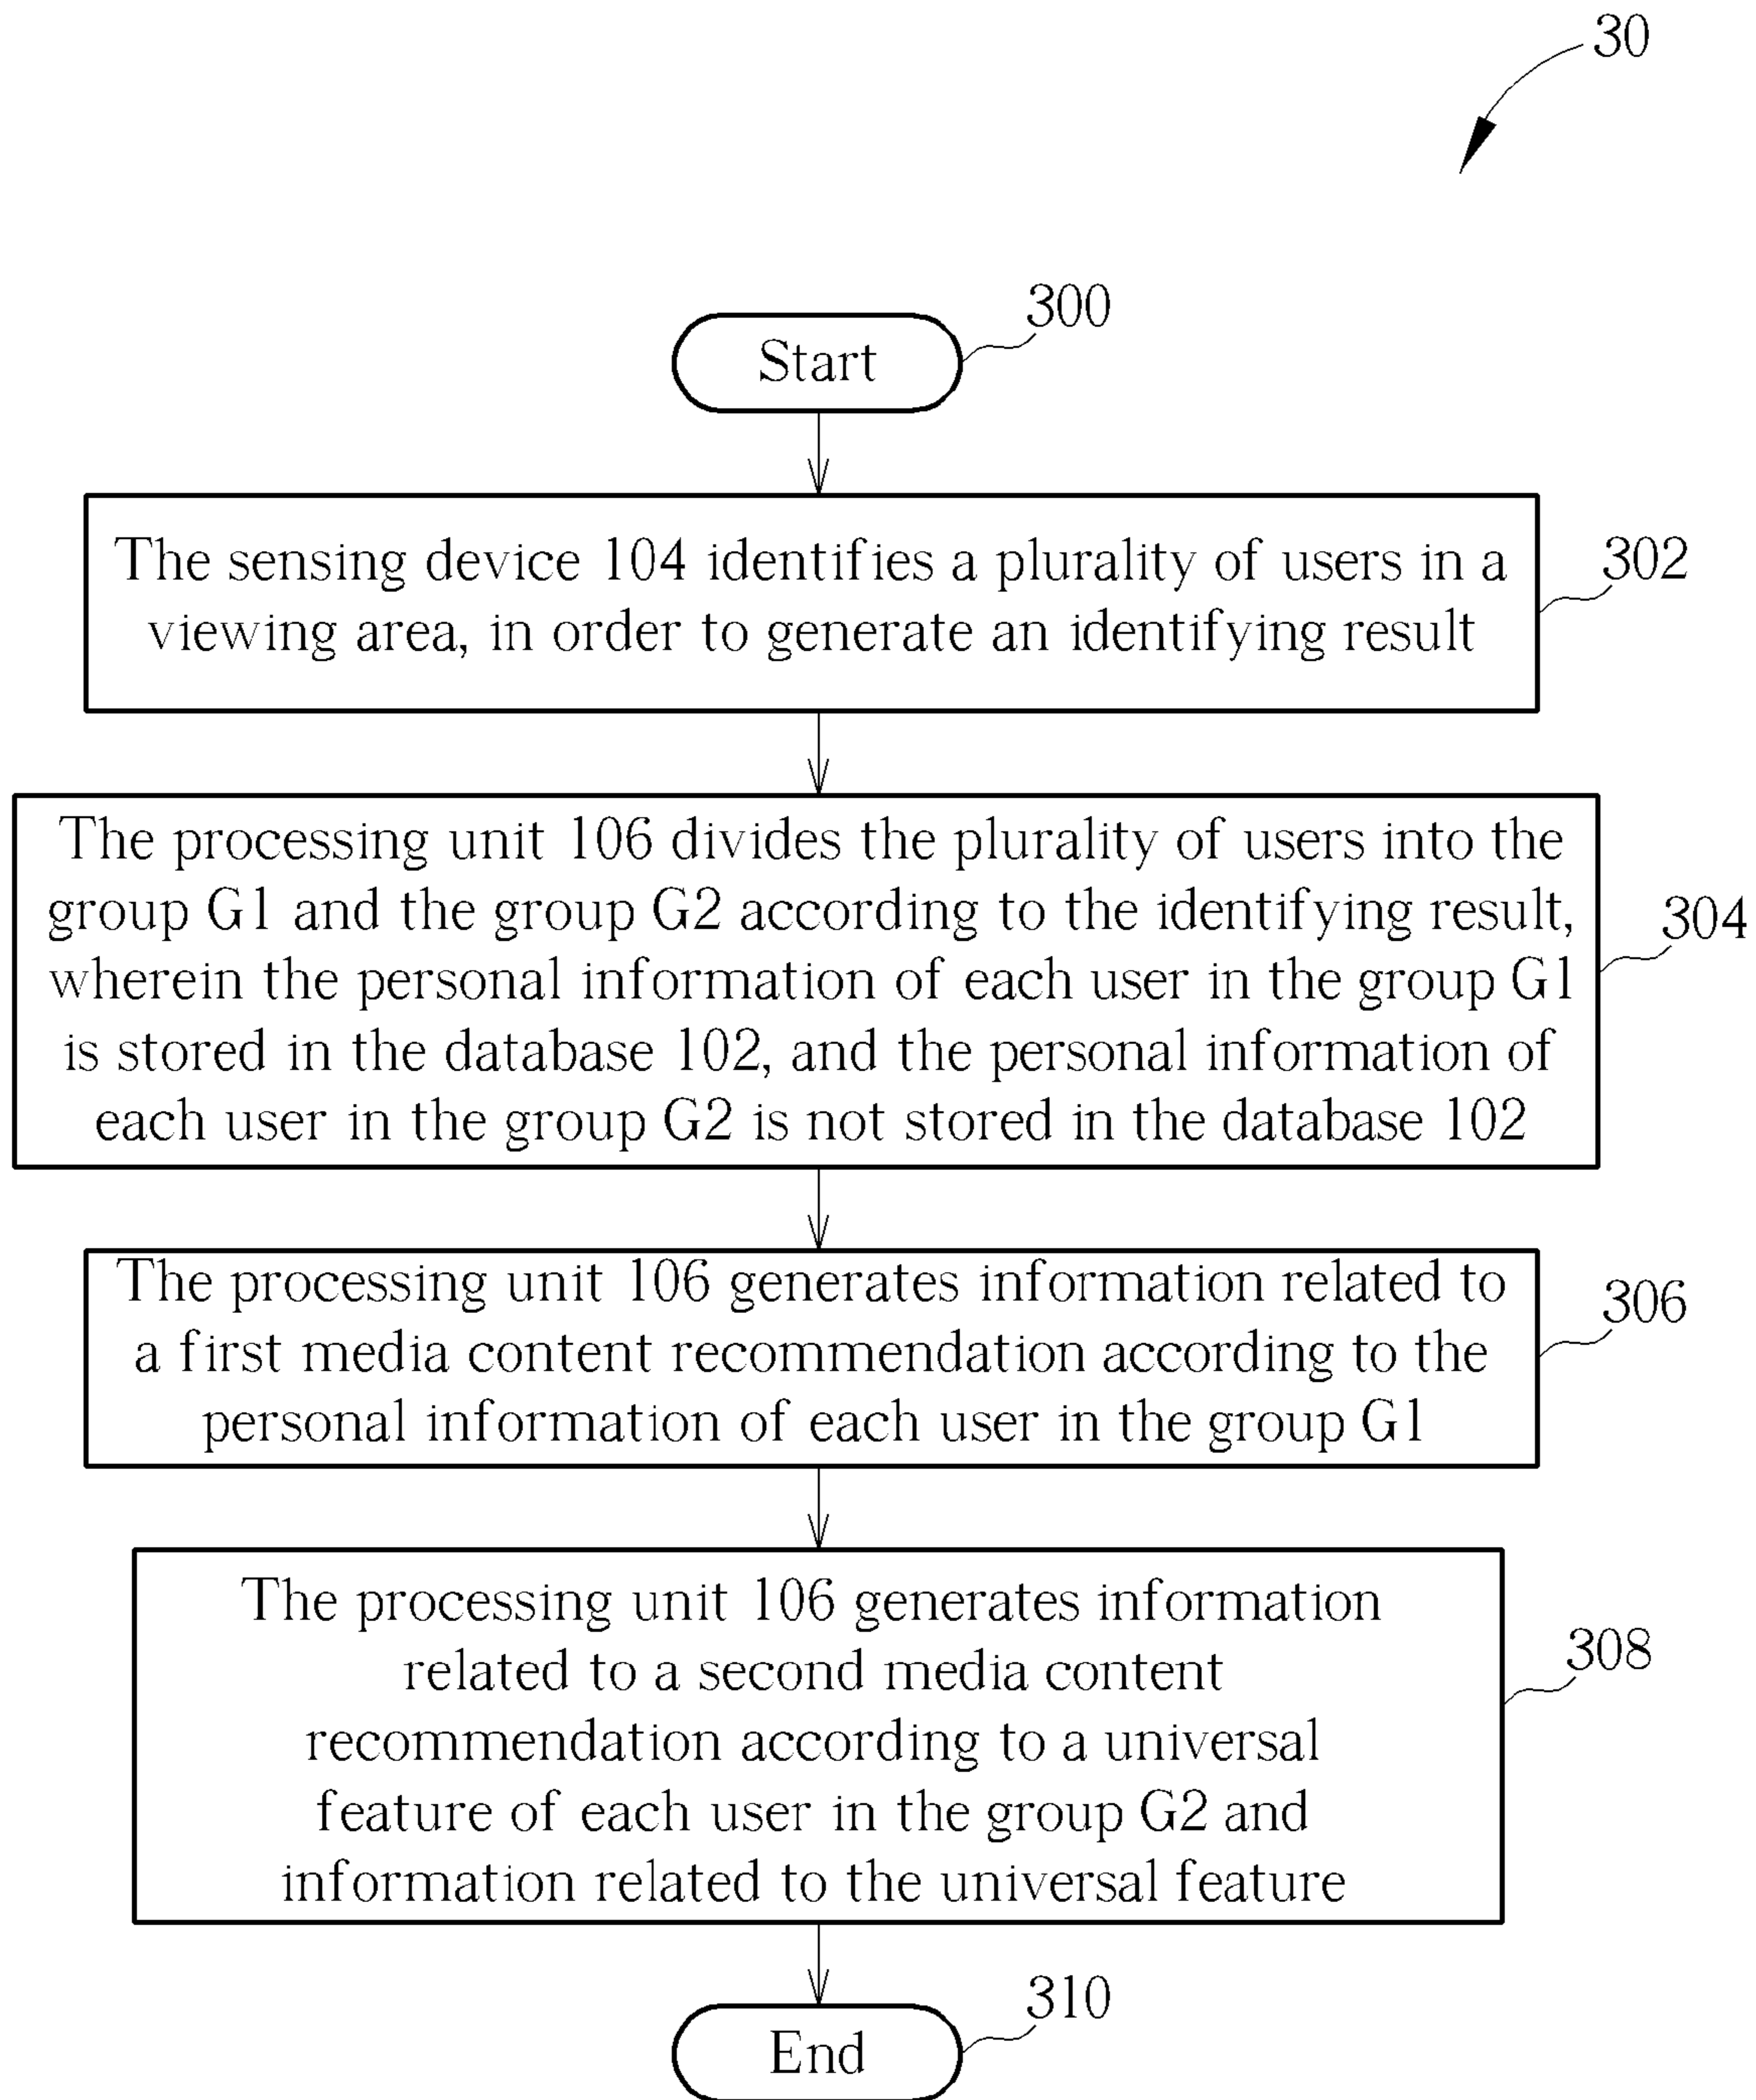 30
300
Start
The sensing device 104 identifies a plurality of users in a
viewing area, in order to generate an identifying result
302
The processing unit 106 divides the plurality of users into the
group G1 and the group G2 according to the identifying result,
wherein the personal information of each user in the group G1
is stored in the database 102, and the personal information of
each user in the group G2 is not stored in the database 102
304
The processing unit 106 generates information related to
a first media content recommendation according to the
personal information of each user in the group G1
306
The processing unit 106 generates information
related to a second media content
recommendation according to a universal
feature of each user in the group G2 and
information related to the universal feature
308
310
End